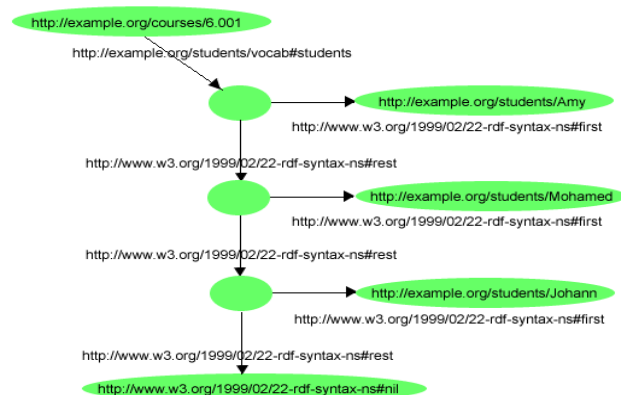 http://example.org/courses/6.001
http://example.org/students/vocab#students
http://example.org/students/Amy
http://www.w3.org/1999/02/22-rdf-syntax-ns#first
http://www.w3.org/1999/02/22-rdf-syntax-ns#rest
http://example.org/students/Mohamed
http://www.w3.org/1999/02/22-rdf-syntax-ns#first
http://www.w3.org/1999/02/22-rdf-syntax-ns#rest
http://example.org/students/Johann
http://www.w3.org/1999/02/22-rdf-syntax-ns#first
http://www.w3.org/1999/02/22-rdf-syntax-ns#rest
http://www.w3.org/1999/02/22-rdf-syntax-ns#nil